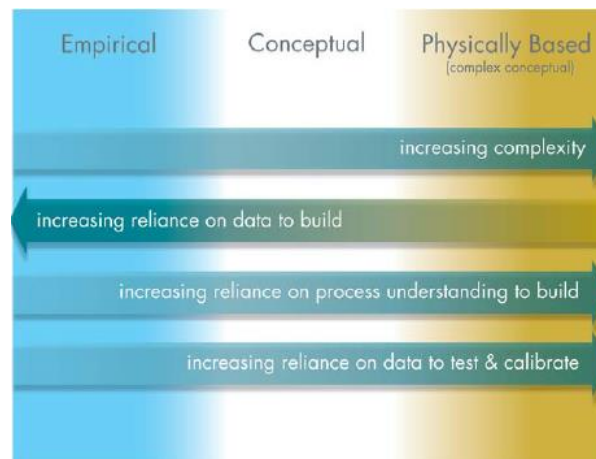 Empirical
Conceptual
Physically Based
(complex conceptual)
increasing complexity
increasing reliance on data to build
increasing reliance on process understanding to build
increasing reliance on data to test & calibrate